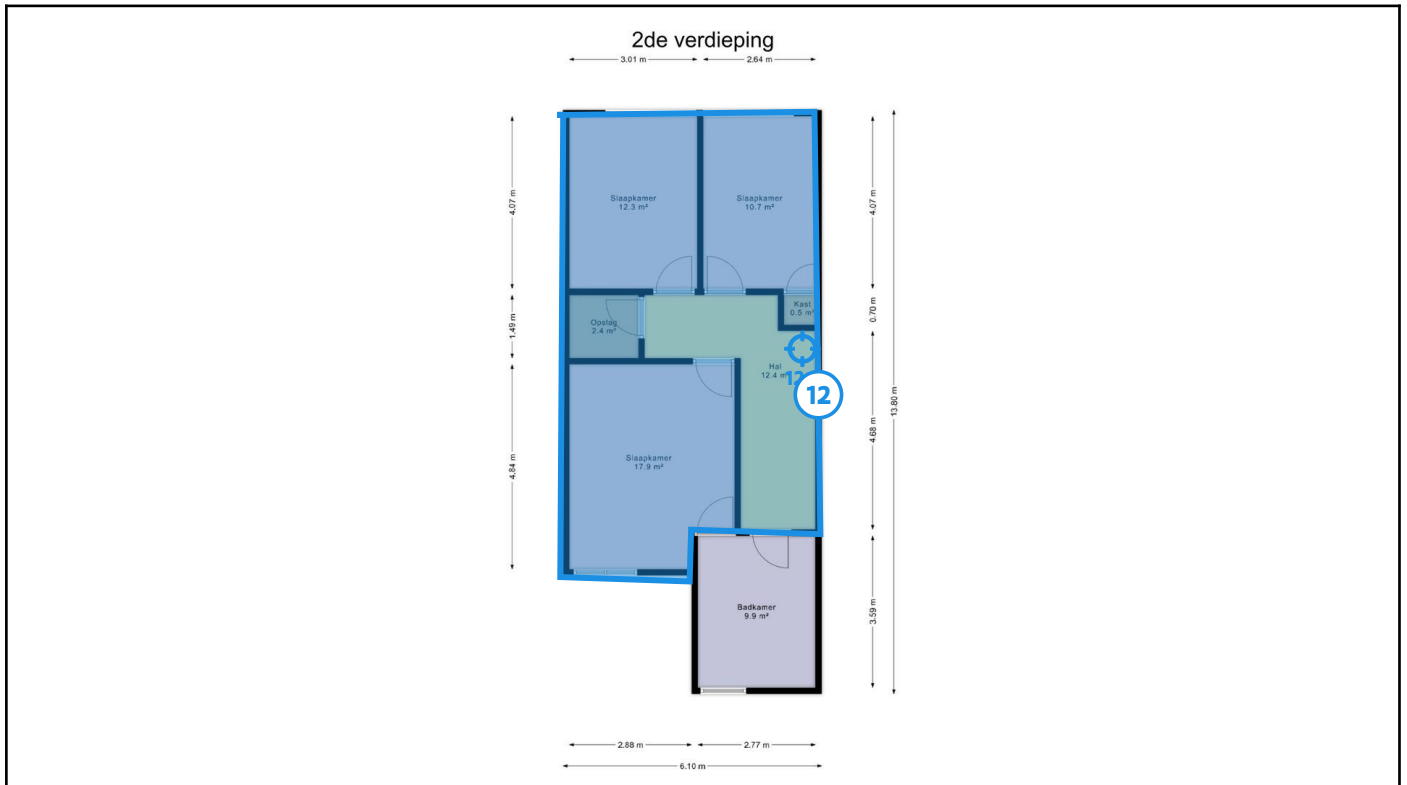 2de verdieping
3.01 m
2.64 m
4.07 m
4.07 m
Slaapkamer
12.3 m²
Slaapkamer
10.7 m²
1.49 m
Opslag
2.4 m²
Kast
0.5 m²
0.70 m
Hal
12.4 m
12
12
13.80 m
4.68 m
4.84 m
Slaapkamer
17.9 m²
Badkamer
9.9 m²
3.59 m
2.88 m
2.77 m
6.10 m